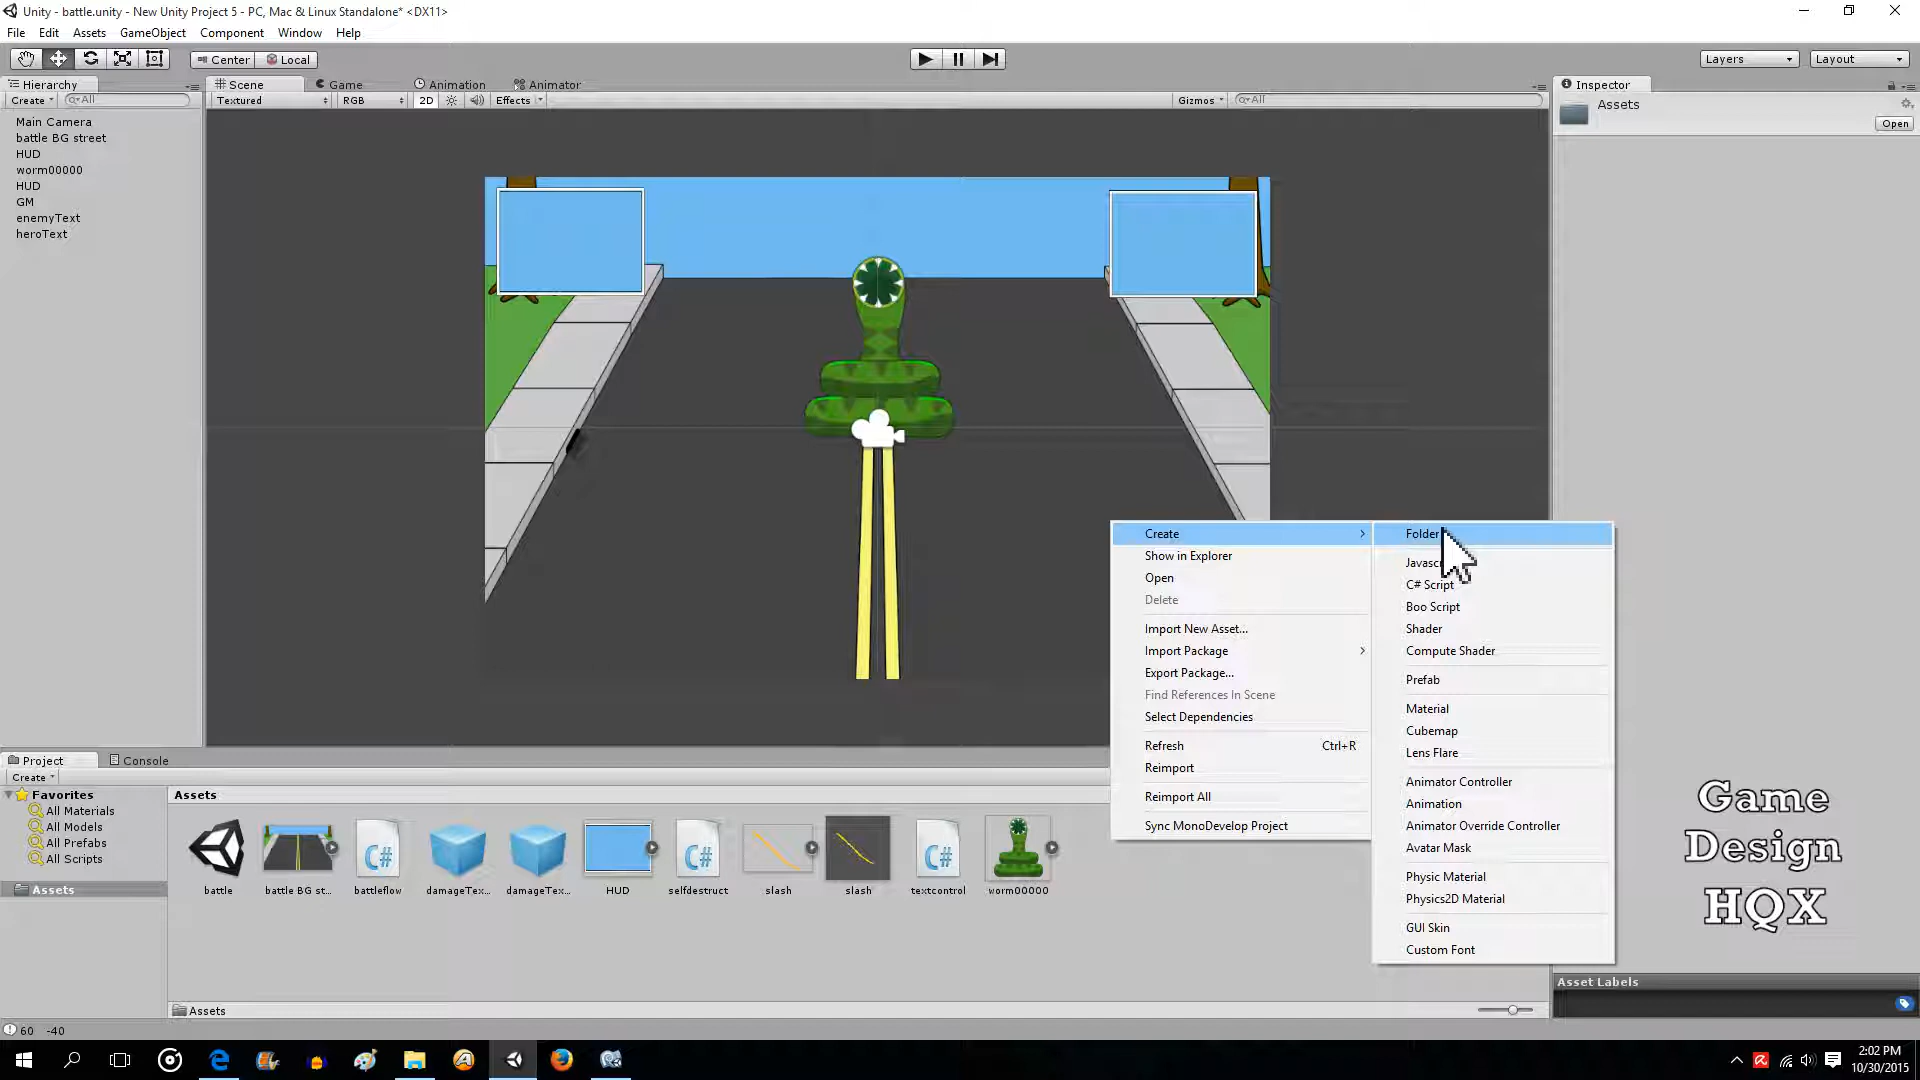 Unity - battle.unity - New Unity Project 5 - PC, Mac & Linux Standalone* <DX11>
File Edit Assets GameObject Component Window Help
Center Local
Layers Layout
Hierarchy
Scene Game Animation Animator
Inspector
Create All
Textured RGB 2D Effects Gizmos All
Assets
Open
Main Camera
battle BG street
HUD
worm00000
HUD
GM
enemyText
heroText
Create
Show in Explorer
Open
Delete
Import New Asset...
Import Package
Export Package...
Find References In Scene
Select Dependencies
Refresh Ctrl+R
Reimport
Reimport All
Sync MonoDevelop Project
Folder
C# Script
Boo Script
Shader
Compute Shader
Prefab
Material
Cubemap
Lens Flare
Animator Controller
Animation
Animator Override Controller
Avatar Mask
Physic Material
Physics2D Material
GUI Skin
Custom Font
Project Console
Create
Favorites
All Materials
All Models
All Prefabs
All Scripts
Assets
Assets
C# C# C#
battle battle BG st... battleflow damageTex... damageTex... HUD selfdestruct slash slash textcontrol worm00000
Assets
Game
Design
HQX
Asset Labels
60 -40
2:02 PM
10/30/2015